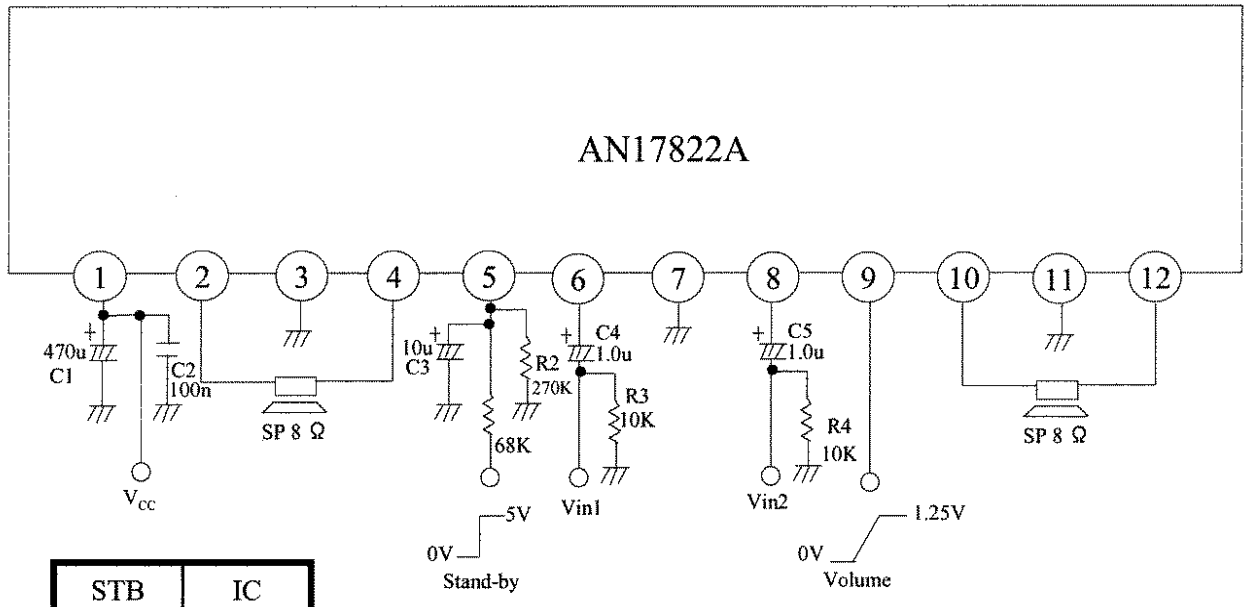 AN17822A
1 2 3 4 5 6 7 8 9 10 11 12
+ + + +
470u
C1
C2
100n
10u
C3
R2
270K
C4
1.0u
R3
10K
C5
1.0u
R4
10K
SP 8 Ω
SP 8 Ω
68K
V_CC
Vin1
Vin2
5V
0V
Stand-by
1.25V
0V
Volume
STB IC